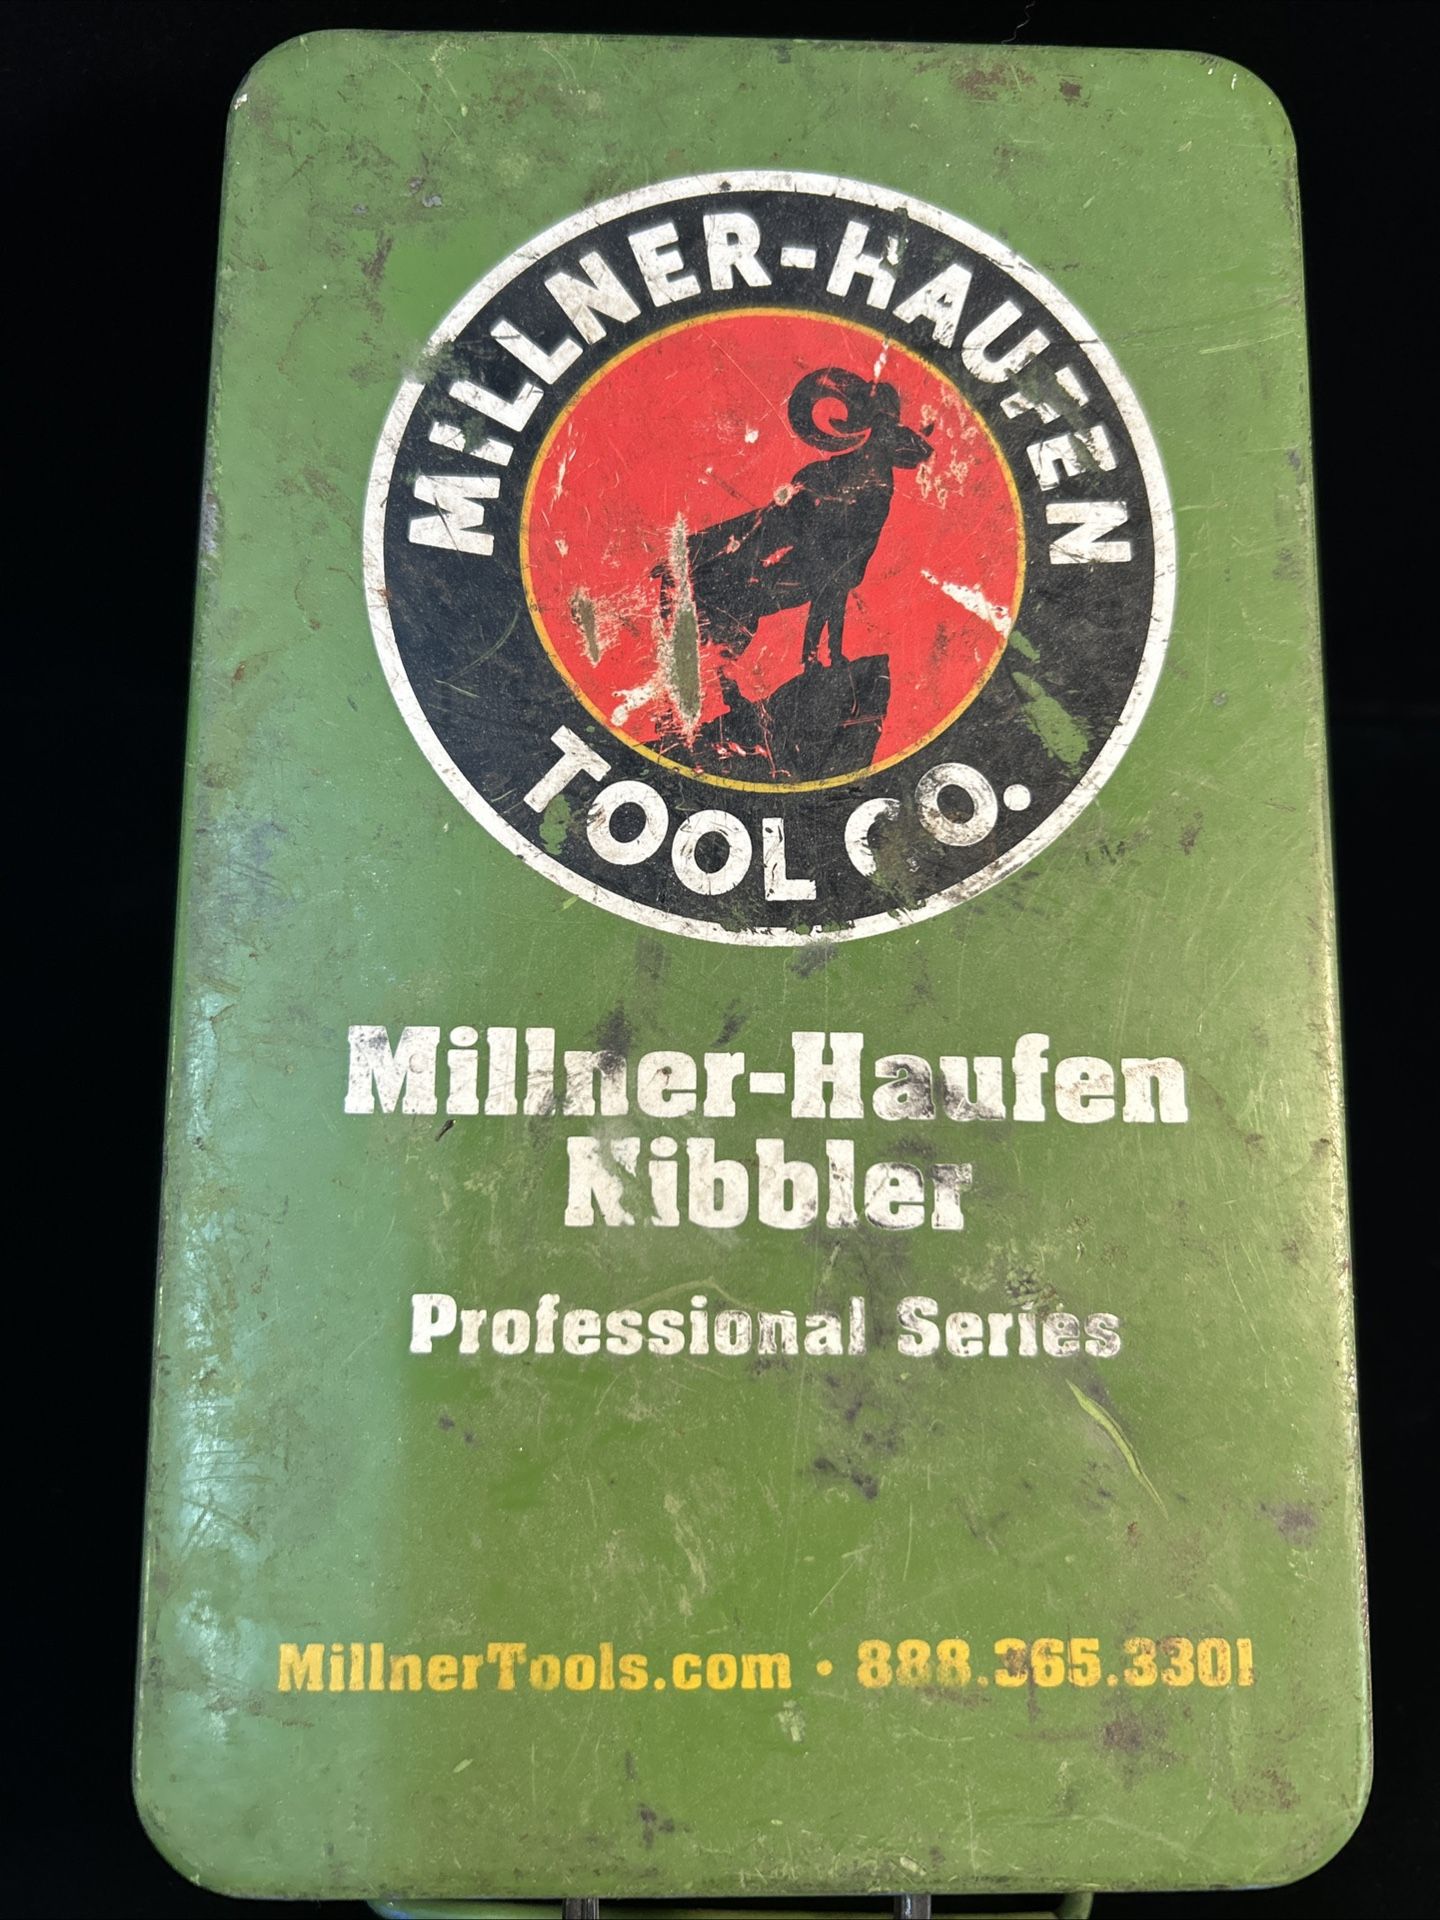 MILLNER-HAUFEN
TOOL CO.
Millner-Haufen
Nibbler
Professional Series
MillnerTools.com • 888.365.3301